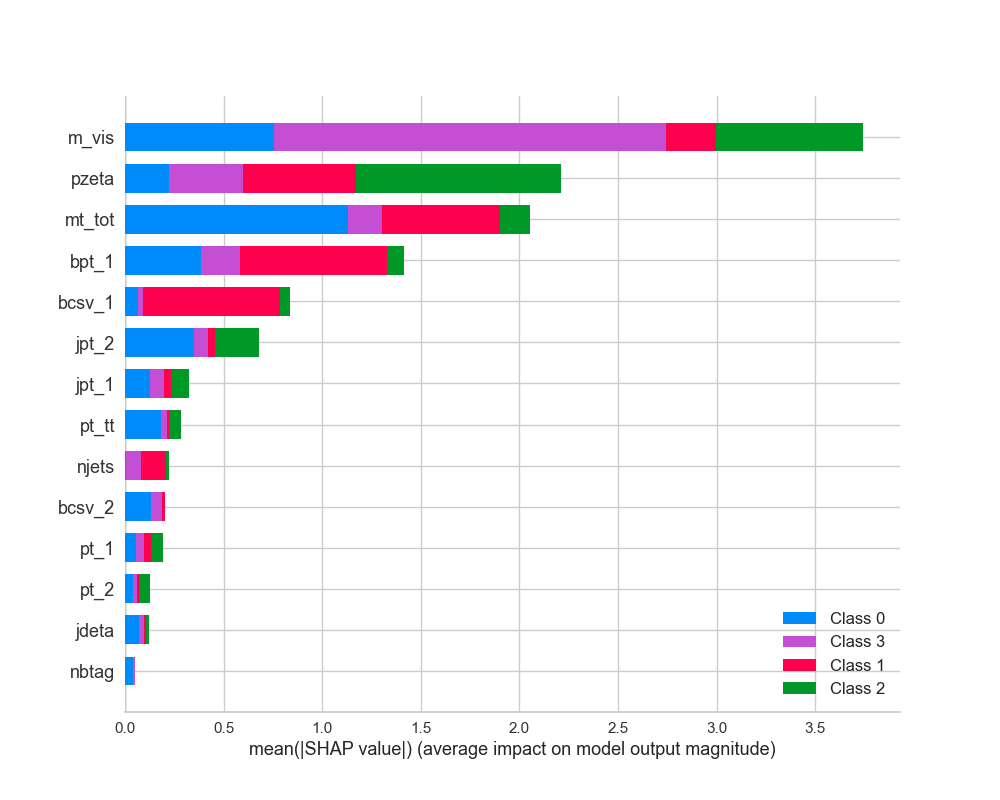 m_vis
pzeta
mt_tot
bpt_1
bcsv_1
jpt_2
jpt_1
pt_tt
njets
bcsv_2
pt_1
pt_2
jdeta
nbtag
Class 0
Class 3
Class 1
Class 2
0.0 0.5 1.0 1.5 2.0 2.5 3.0 3.5
mean(|SHAP value|) (average impact on model output magnitude)